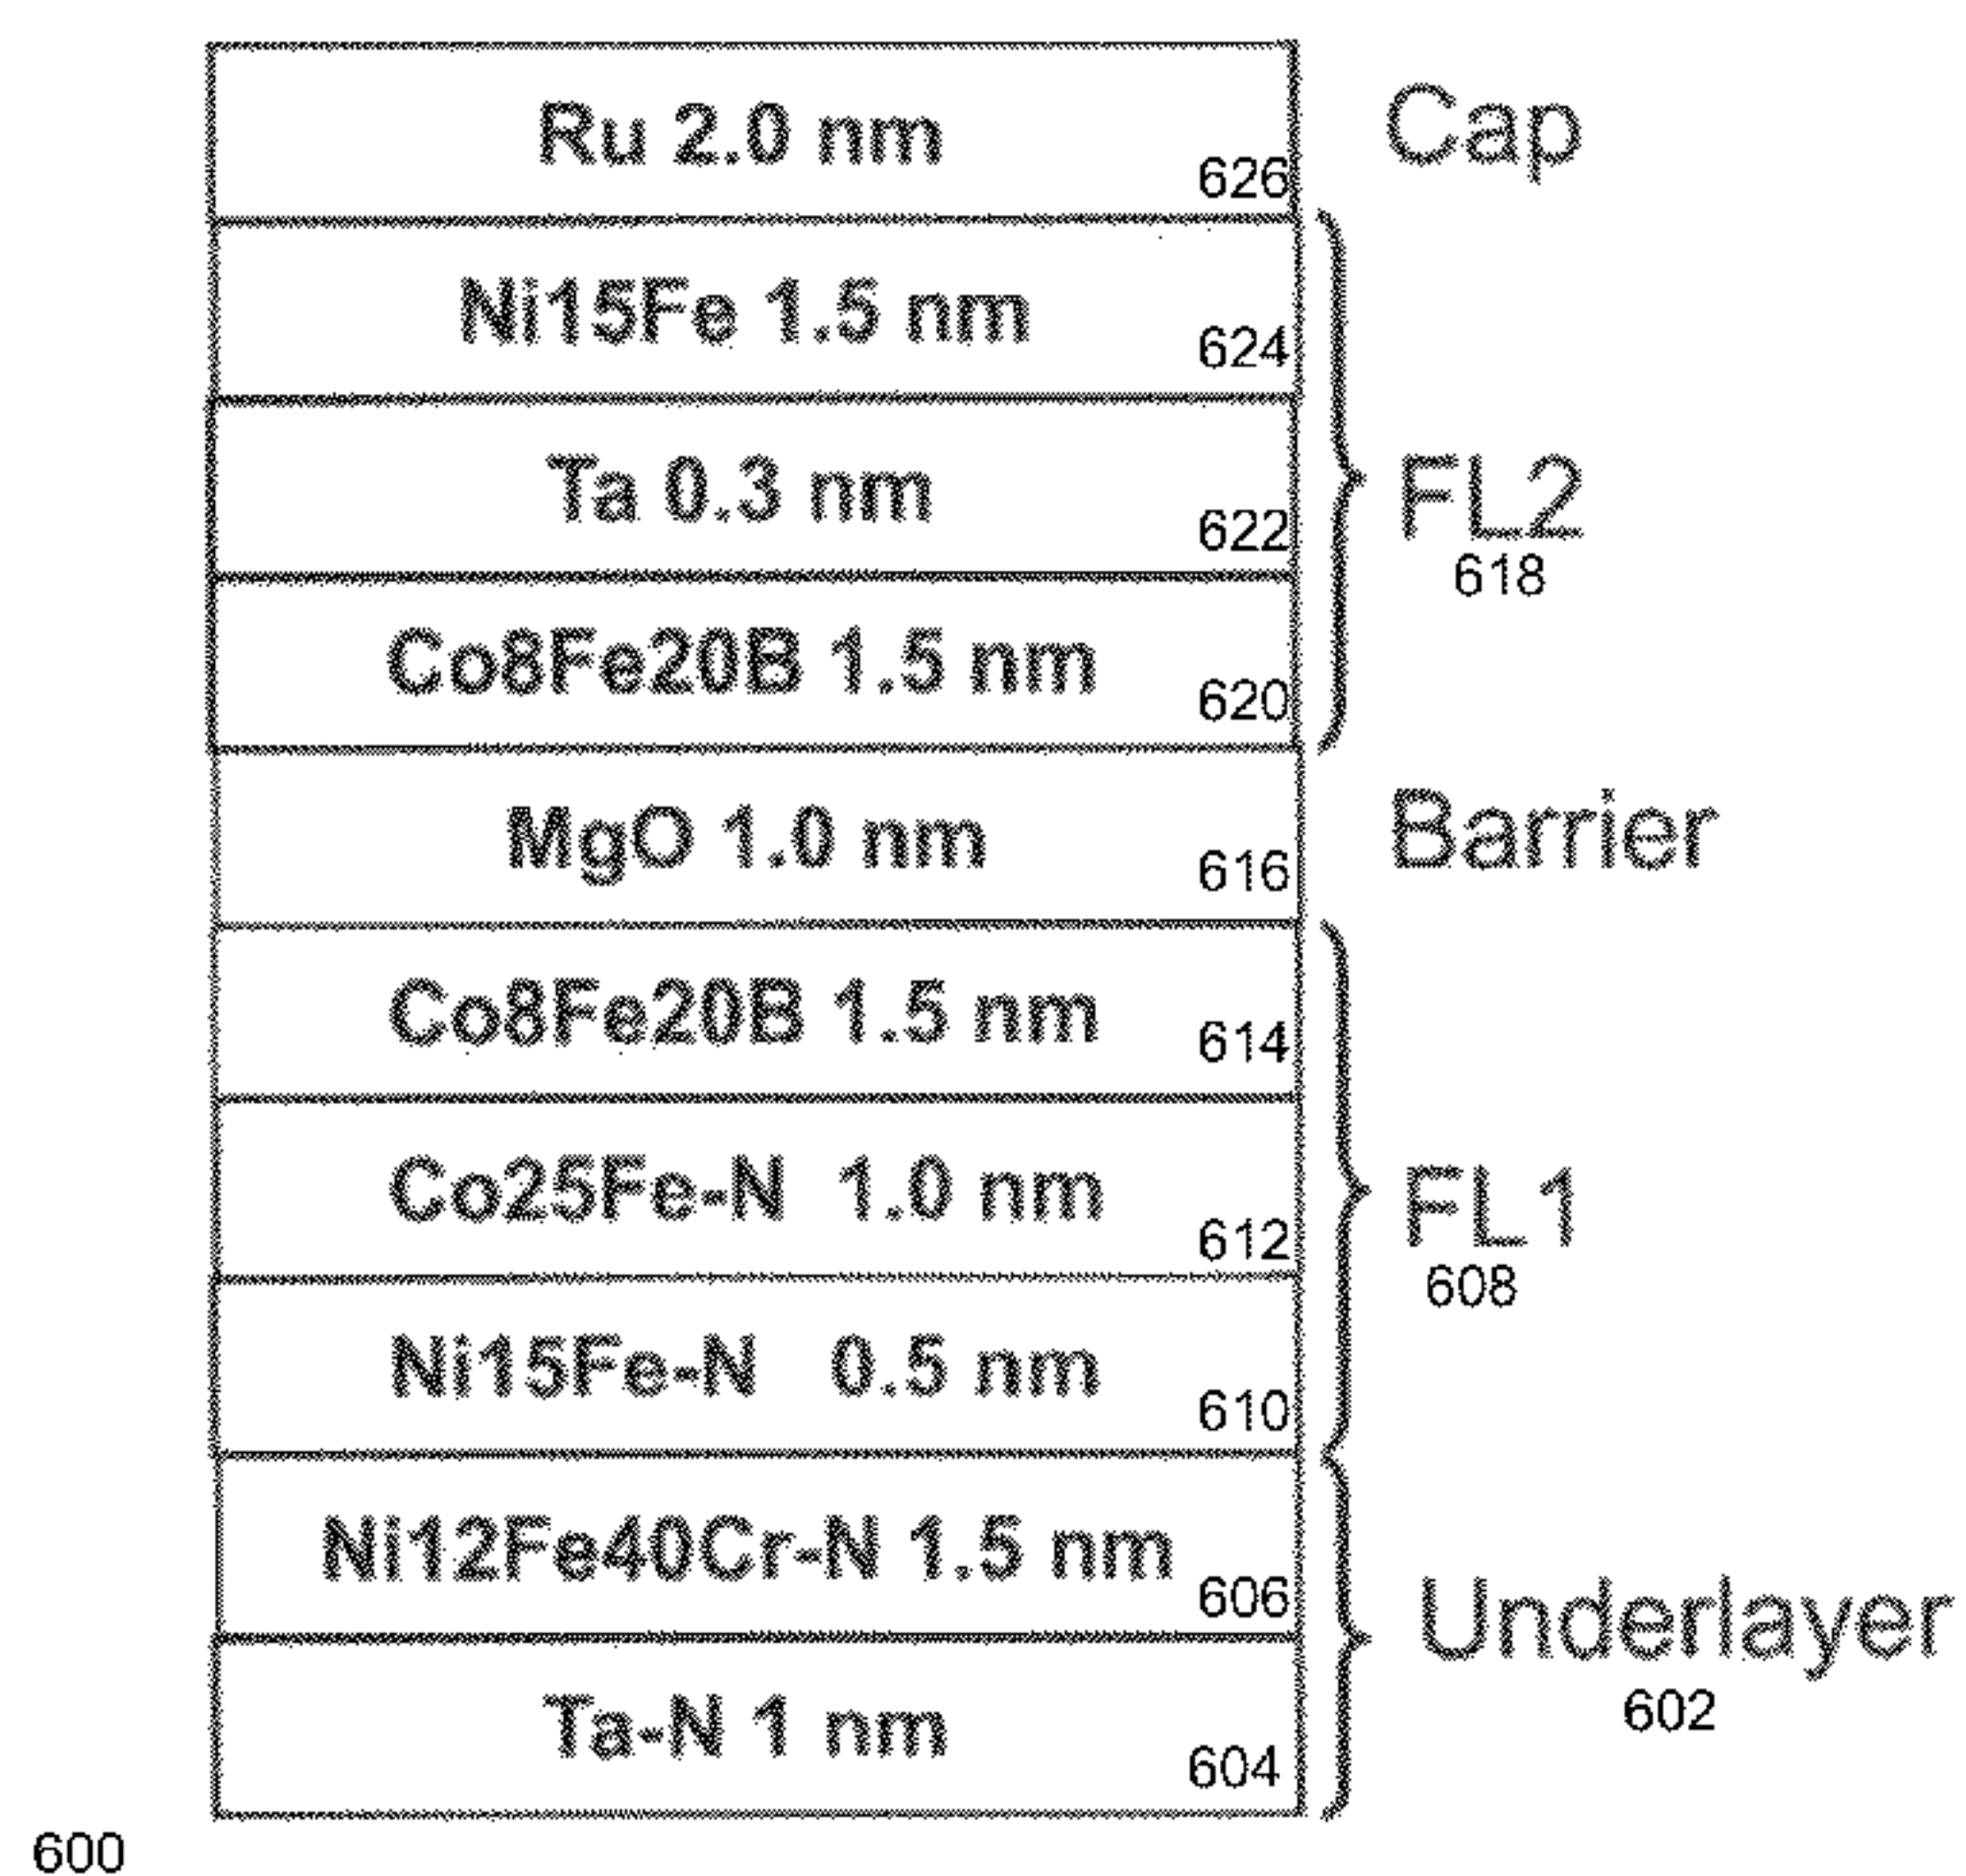 Ru 2.0 nm
626
Cap
Ni15Fe 1.5 nm
624
Ta 0.3 nm
622
FL2
618
Co8Fe20B 1.5 nm
620
MgO 1.0 nm
616
Barrier
Co8Fe20B 1.5 nm
614
Co25Fe-N 1.0 nm
612
FL1
608
Ni15Fe-N 0.5 nm
610
Ni12Fe40Cr-N 1.5 nm
606
Underlayer
602
Ta-N 1 nm
604
600